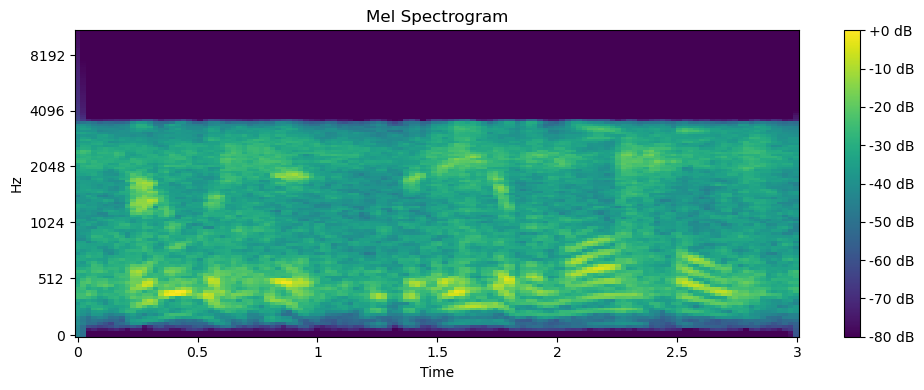 Mel Spectrogram
Hz
8192
4096
2048
1024
512
0
0
0.5
1
1.5
2
2.5
3
Time
+0 dB
-10 dB
-20 dB
-30 dB
-40 dB
-50 dB
-60 dB
-70 dB
-80 dB